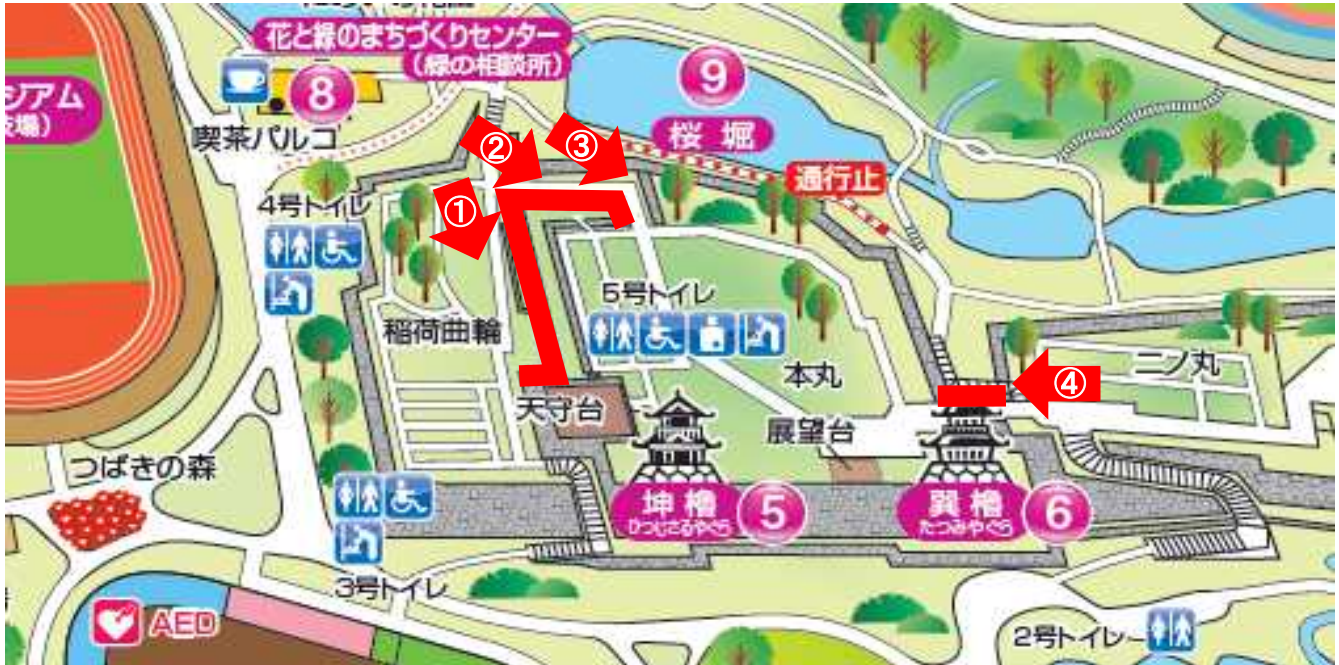 花と緑のまちづくりセンター
(緑の相談所)
8
喫茶パルコ
9
桜堀
通行止
②
③
①
4号トイレ
稲荷曲輪
5号トイレ
本丸
二ノ丸
④
天守台
展望台
つばきの森
坤櫓
ひつじさるやぐら
5
巽櫓
たつみやぐら
6
3号トイレ
AED
2号トイレ